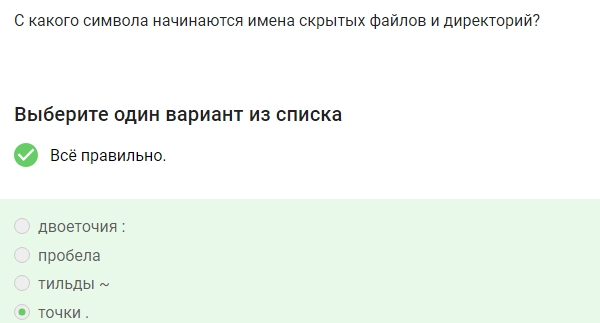 С какого символа начинаются имена скрытых файлов и директорий?
Выберите один вариант из списка
Всё правильно.
двоеточия :
пробела
тильды ~
точки .